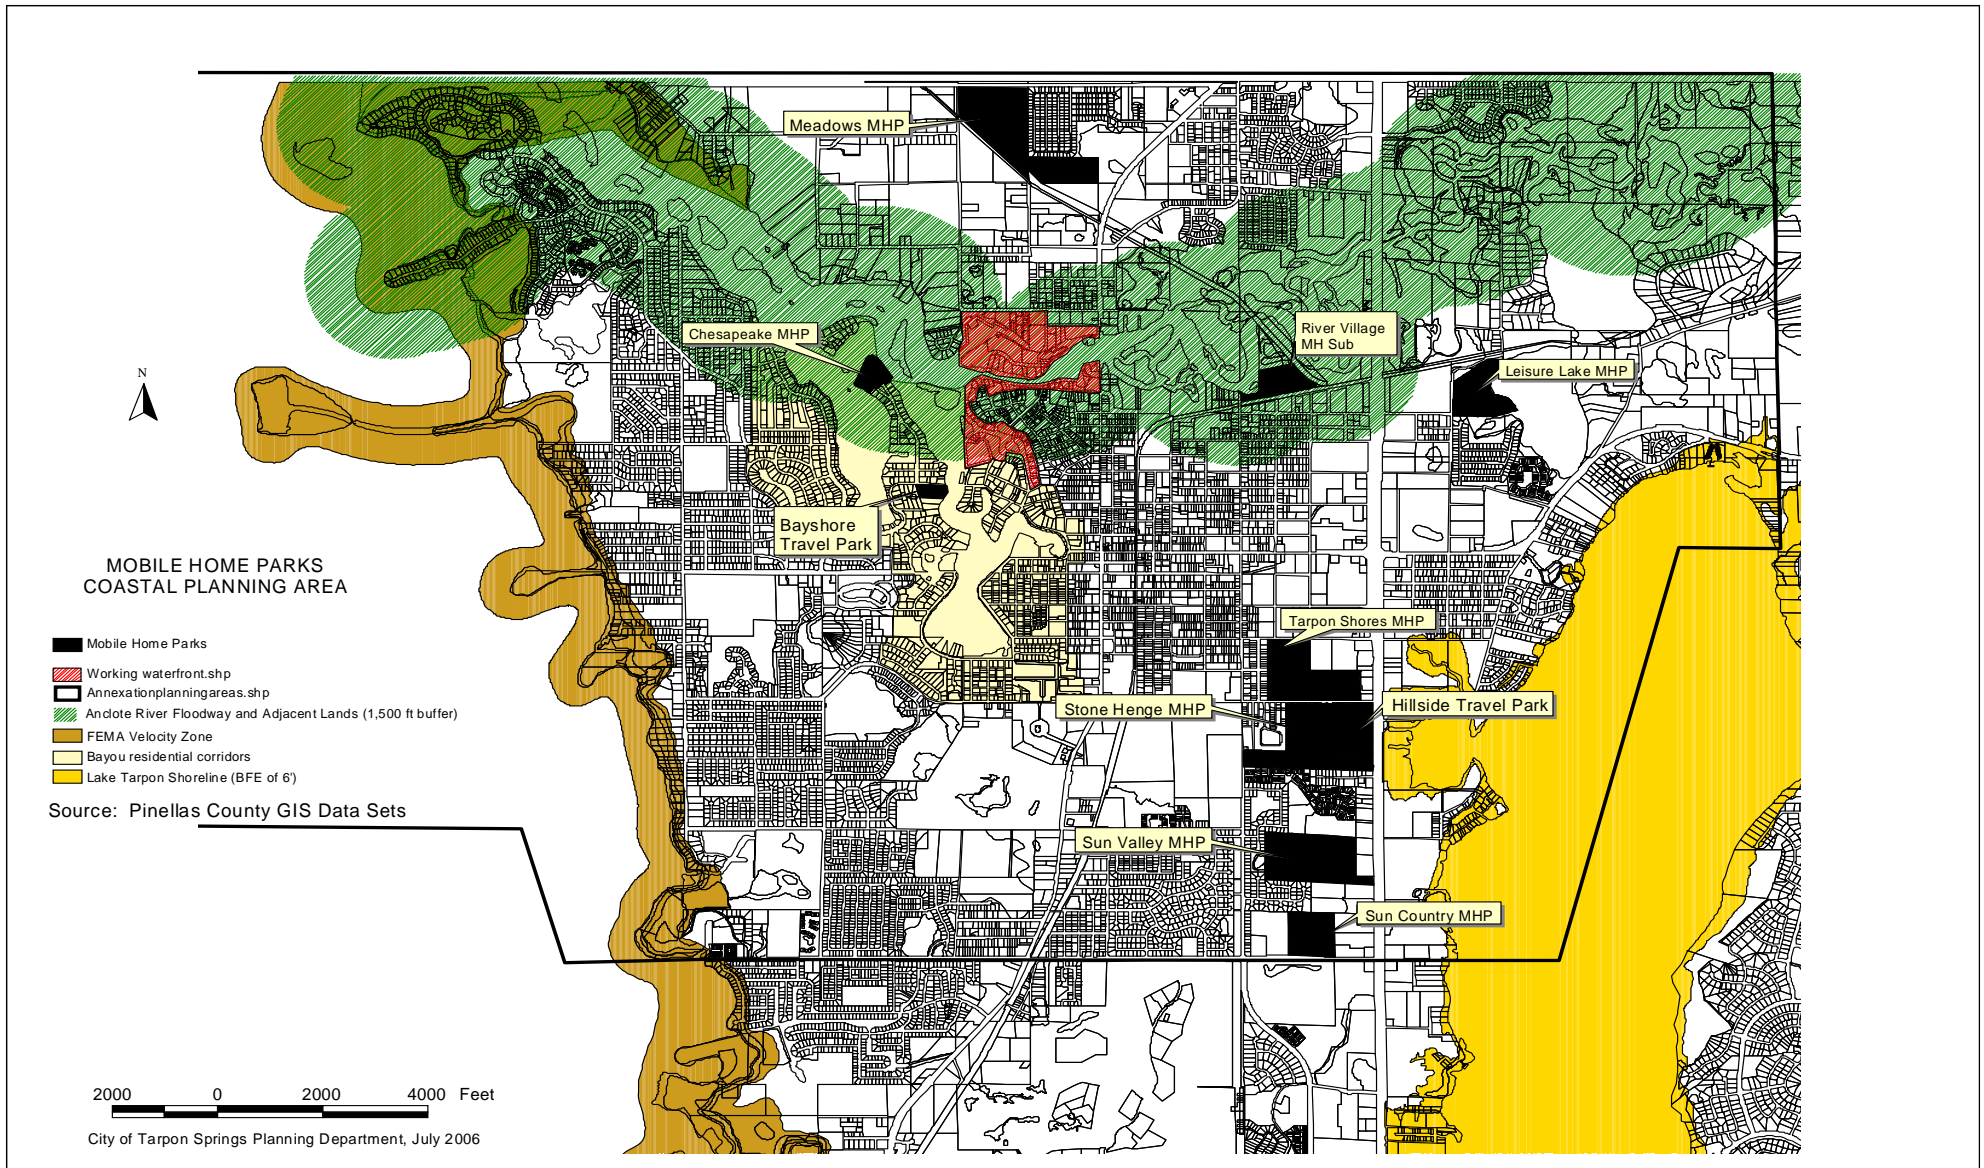 Meadows MHP
Chesapeake MHP
River Village
MH Sub
Leisure Lake MHP
N
Bayshore
Travel Park
MOBILE HOME PARKS
COASTAL PLANNING AREA
Tarpon Shores MHP
Stone Henge MHP
Hillside Travel Park
Mobile Home Parks
Working waterfront.shp
Annexationplanningareas.shp
Anclote River Floodway and Adjacent Lands (1,500 ft buffer)
FEMA Velocity Zone
Bayou residential corridors
Lake Tarpon Shoreline (BFE of 6')
Source: Pinellas County GIS Data Sets
Sun Valley MHP
Sun Country MHP
2000 0 2000 4000 Feet
City of Tarpon Springs Planning Department, July 2006